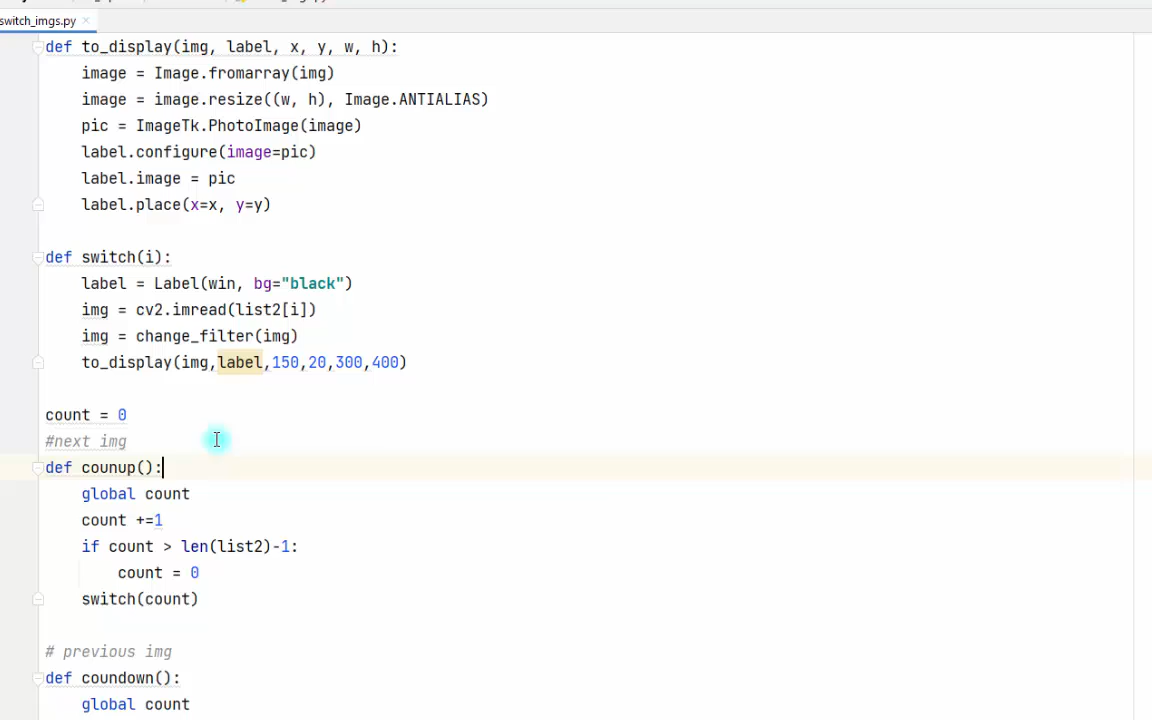 switch_imgs.py
def to_display(img, label, x, y, w, h):
image = Image.fromarray(img)
image = image.resize((w, h), Image.ANTIALIAS)
pic = ImageTk.PhotoImage(image)
label.configure(image=pic)
label.image = pic
label.place(x=x, y=y)
def switch(i):
label = Label(win, bg="black")
img = cv2.imread(list2[i])
img = change_filter(img)
to_display(img,label,150,20,300,400)
count = 0
#next img
def counup():
global count
count +=1
if count > len(list2)-1:
count = 0
switch(count)
# previous img
def coundown():
global count